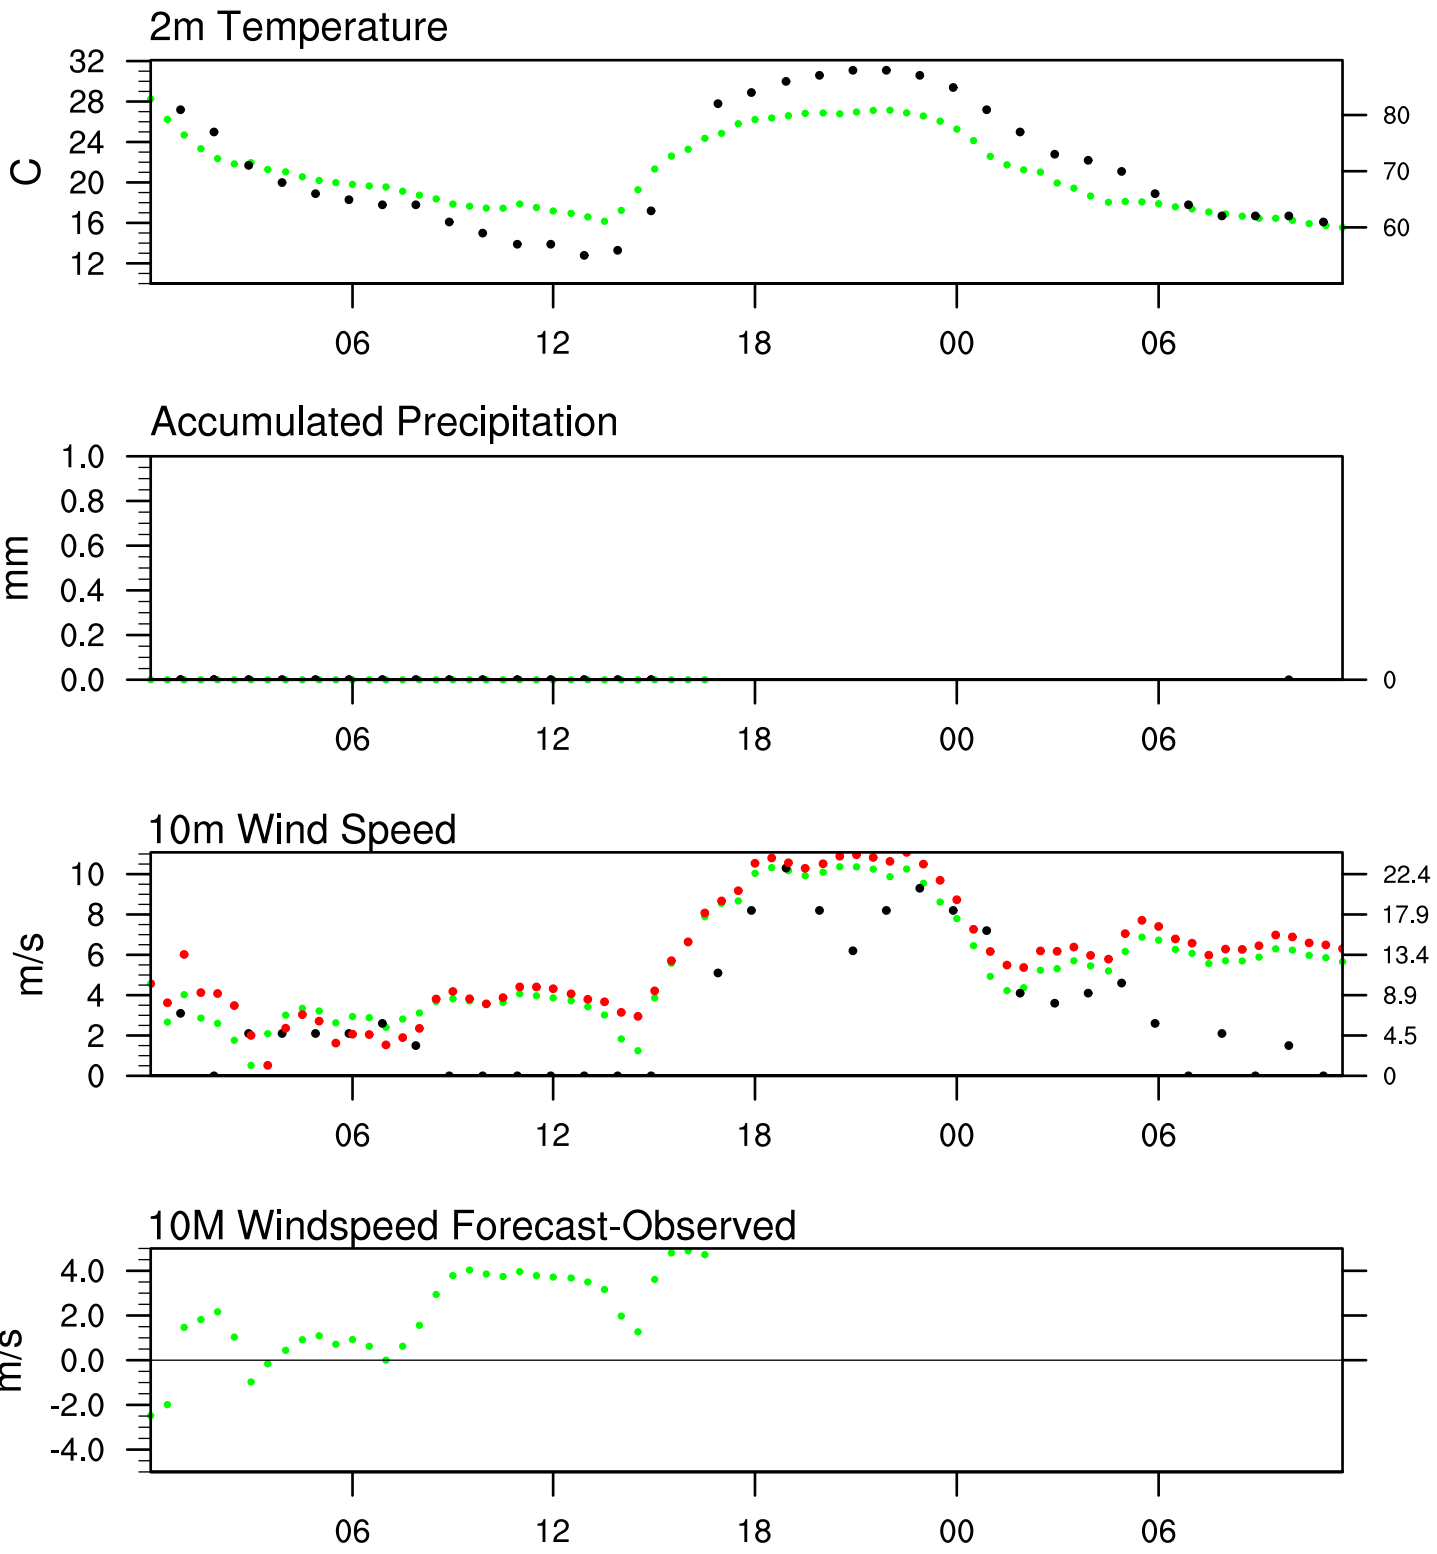 2m Temperature
32
28
24
20
16
12
C
80
70
60
06 12 18 00 06
Accumulated Precipitation
1.0
0.8
0.6
0.4
0.2
0.0
mm
0
06 12 18 00 06
10m Wind Speed
10
8
6
4
2
0
m/s
22.4
17.9
13.4
8.9
4.5
0
06 12 18 00 06
10M Windspeed Forecast-Observed
4.0
2.0
0.0
-2.0
-4.0
m/s
06 12 18 00 06